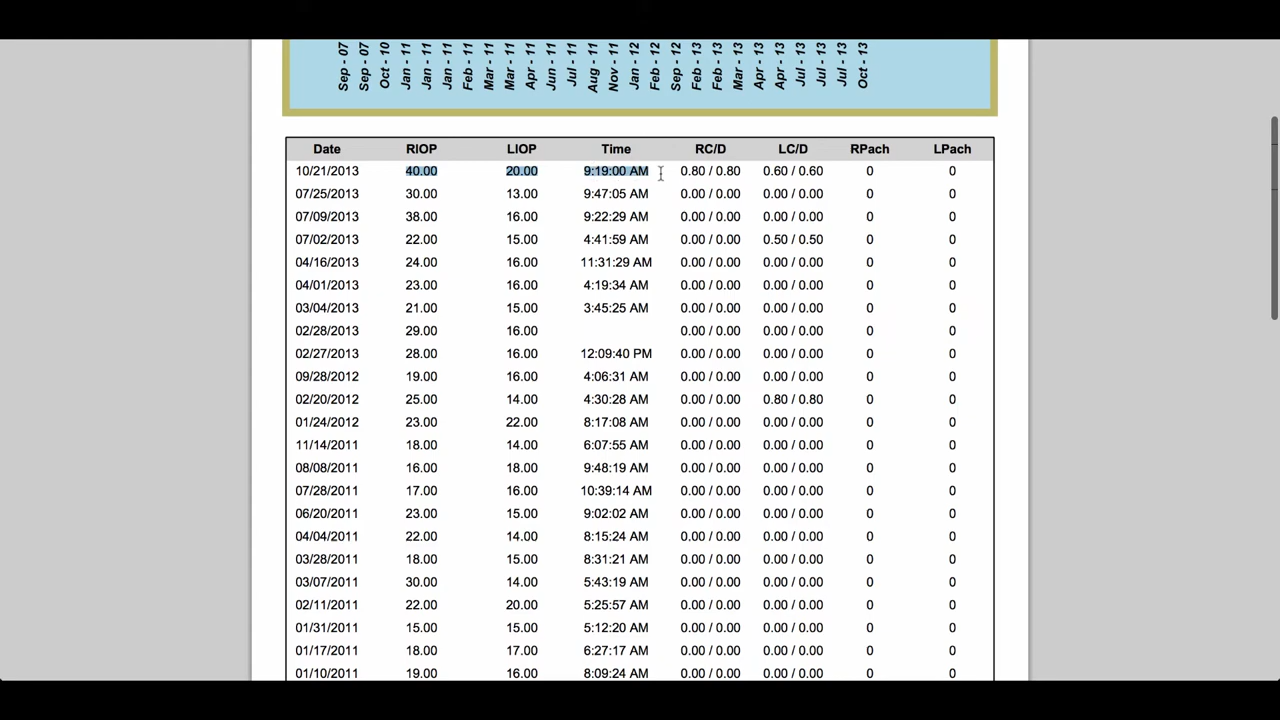 Sep - 07 Sep - 07 Oct - 10 Jan - 11 Jan - 11 Jan - 11 Feb - 11 Mar - 11 Mar - 11 Apr - 11 Jun - 11 Jul - 11 Aug - 11 Nov - 11 Jan - 12 Feb - 12 Sep - 12 Feb - 13 Feb - 13 Mar - 13 Apr - 13 Apr - 13 Jul - 13 Jul - 13 Jul - 13 Oct - 13
Date RIOP LIOP Time RC/D LC/D RPach LPach
10/21/2013 40.00 20.00 9:19:00 AM 0.80 / 0.80 0.60 / 0.60 0 0
07/25/2013 30.00 13.00 9:47:05 AM 0.00 / 0.00 0.00 / 0.00 0 0
07/09/2013 38.00 16.00 9:22:29 AM 0.00 / 0.00 0.00 / 0.00 0 0
07/02/2013 22.00 15.00 4:41:59 AM 0.00 / 0.00 0.50 / 0.50 0 0
04/16/2013 24.00 16.00 11:31:29 AM 0.00 / 0.00 0.00 / 0.00 0 0
04/01/2013 23.00 16.00 4:19:34 AM 0.00 / 0.00 0.00 / 0.00 0 0
03/04/2013 21.00 15.00 3:45:25 AM 0.00 / 0.00 0.00 / 0.00 0 0
02/28/2013 29.00 16.00 0.00 / 0.00 0.00 / 0.00 0 0
02/27/2013 28.00 16.00 12:09:40 PM 0.00 / 0.00 0.00 / 0.00 0 0
09/28/2012 19.00 16.00 4:06:31 AM 0.00 / 0.00 0.00 / 0.00 0 0
02/20/2012 25.00 14.00 4:30:28 AM 0.00 / 0.00 0.80 / 0.80 0 0
01/24/2012 23.00 22.00 8:17:08 AM 0.00 / 0.00 0.00 / 0.00 0 0
11/14/2011 18.00 14.00 6:07:55 AM 0.00 / 0.00 0.00 / 0.00 0 0
08/08/2011 16.00 18.00 9:48:19 AM 0.00 / 0.00 0.00 / 0.00 0 0
07/28/2011 17.00 16.00 10:39:14 AM 0.00 / 0.00 0.00 / 0.00 0 0
06/20/2011 23.00 15.00 9:02:02 AM 0.00 / 0.00 0.00 / 0.00 0 0
04/04/2011 22.00 14.00 8:15:24 AM 0.00 / 0.00 0.00 / 0.00 0 0
03/28/2011 18.00 15.00 8:31:21 AM 0.00 / 0.00 0.00 / 0.00 0 0
03/07/2011 30.00 14.00 5:43:19 AM 0.00 / 0.00 0.00 / 0.00 0 0
02/11/2011 22.00 20.00 5:25:57 AM 0.00 / 0.00 0.00 / 0.00 0 0
01/31/2011 15.00 15.00 5:12:20 AM 0.00 / 0.00 0.00 / 0.00 0 0
01/17/2011 18.00 17.00 6:27:17 AM 0.00 / 0.00 0.00 / 0.00 0 0
01/10/2011 19.00 16.00 8:09:24 AM 0.00 / 0.00 0.00 / 0.00 0 0